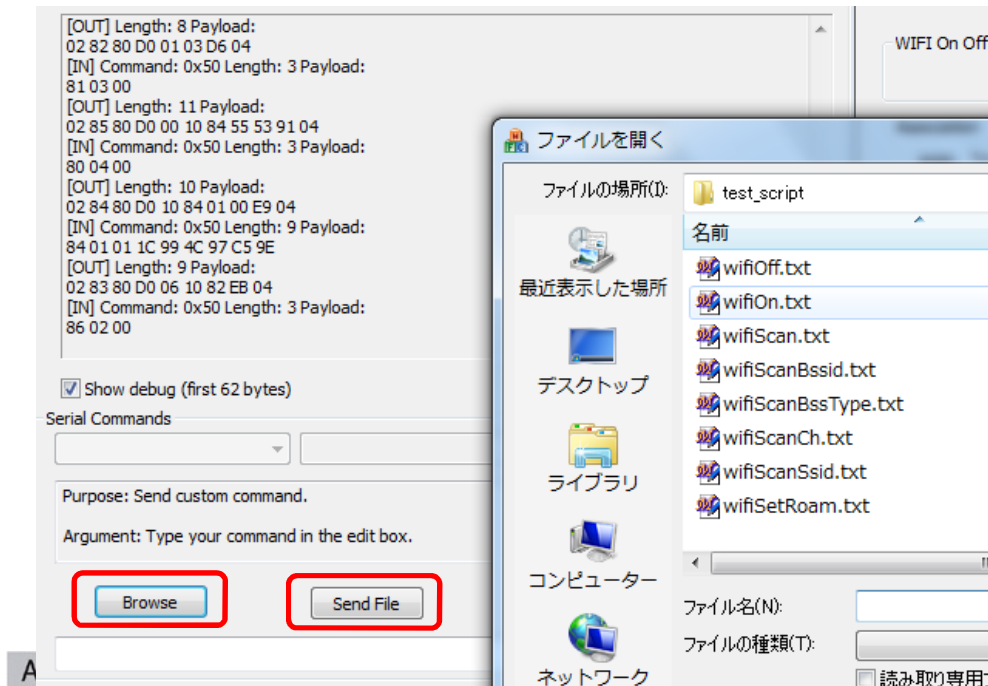 [OUT] Length: 8 Payload:
02 82 80 D0 01 03 D6 04
[IN] Command: 0x50 Length: 3 Payload:
81 03 00
[OUT] Length: 11 Payload:
02 85 80 D0 00 10 84 55 53 91 04
[IN] Command: 0x50 Length: 3 Payload:
80 04 00
[OUT] Length: 10 Payload:
02 84 80 D0 10 84 01 00 E9 04
[IN] Command: 0x50 Length: 9 Payload:
84 01 01 1C 99 4C 97 C5 9E
[OUT] Length: 9 Payload:
02 83 80 D0 06 10 82 EB 04
[IN] Command: 0x50 Length: 3 Payload:
86 02 00
Show debug (first 62 bytes)
Serial Commands
Purpose: Send custom command.
Argument: Type your command in the edit box.
Browse
Send File
A
WIFI On Off
ファイルを開く
ファイルの場所(I):
test_script
最近表示した場所
デスクトップ
ライブラリ
コンピューター
ネットワーク
名前
wifiOff.txt
wifiOn.txt
wifiScan.txt
wifiScanBssid.txt
wifiScanBssType.txt
wifiScanCh.txt
wifiScanSsid.txt
wifiSetRoam.txt
ファイル名(N):
ファイルの種類(T):
読み取り専用